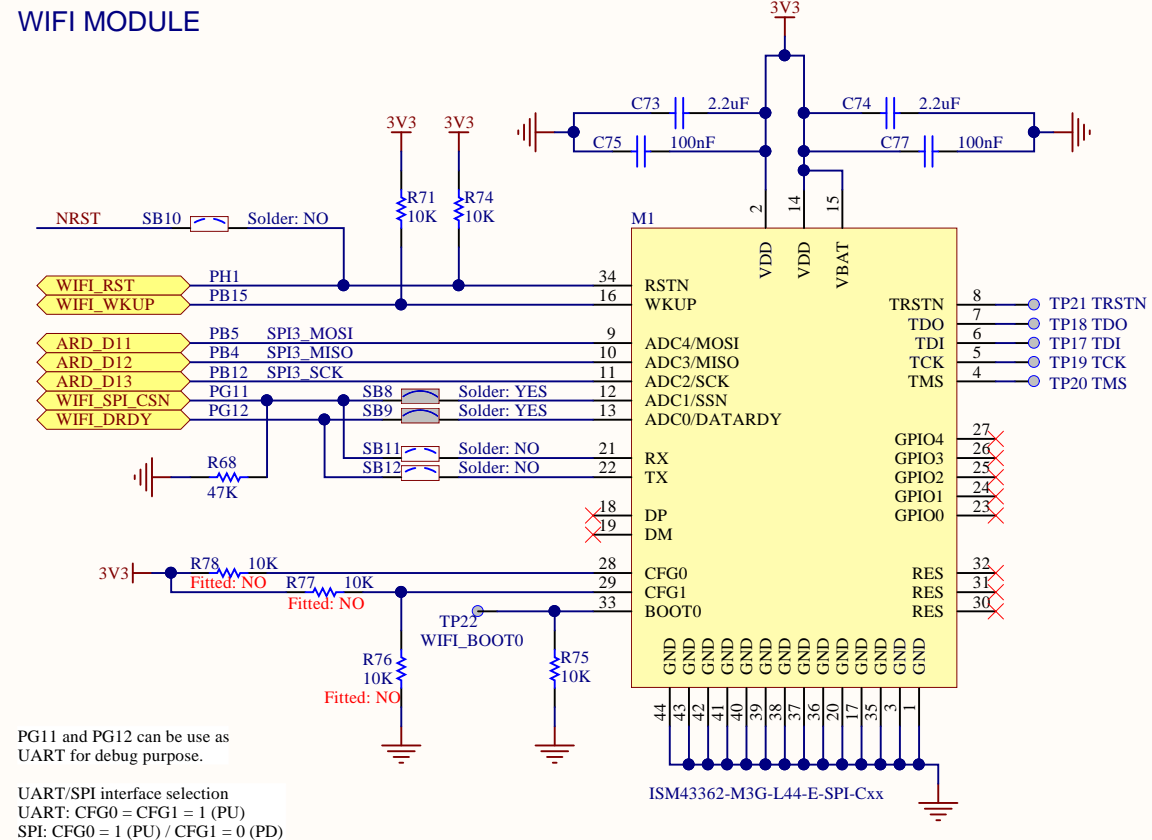 WIFI MODULE
3V3
C73 2.2uF C74 2.2uF
3V3 3V3
C75 100nF C77 100nF
R71 R74
10K 10K
2 14 15
NRST SB10 Solder: NO M1
VDD VDD VBAT
WIFI_RST PH1 34 RSTN
WIFI_WKUP PB15 16 WKUP TRSTN 8 TP21 TRSTN
TDO 7 TP18 TDO
ARD_D11 PB5 SPI3_MOSI 9 ADC4/MOSI TDI 6 TP17 TDI
ARD_D12 PB4 SPI3_MISO 10 ADC3/MISO TCK 5 TP19 TCK
ARD_D13 PB12 SPI3_SCK 11 ADC2/SCK TMS 4 TP20 TMS
WIFI_SPI_CSN PG11 SB8 Solder: YES 12 ADC1/SSN
WIFI_DRDY PG12 SB9 Solder: YES 13 ADC0/DATARDY
GPIO4 27
SB11 Solder: NO 21 RX GPIO3 26
R68 SB12 Solder: NO 22 TX GPIO2 25
47K GPIO1 24
18 DP GPIO0 23
19 DM
3V3 R78 10K 28 CFG0 RES 32
Fitted: NO R77 10K 29 CFG1 RES 31
Fitted: NO 33 BOOT0 RES 30
TP22
WIFI_BOOT0
GND GND GND GND GND GND GND GND GND GND GND GND GND GND
R76 R75
10K 10K
Fitted: NO
44 43 42 41 40 39 38 37 36 20 17 35 3 1
PG11 and PG12 can be use as
UART for debug purpose.
ISM43362-M3G-L44-E-SPI-Cxx
UART/SPI interface selection
UART: CFG0 = CFG1 = 1 (PU)
SPI: CFG0 = 1 (PU) / CFG1 = 0 (PD)